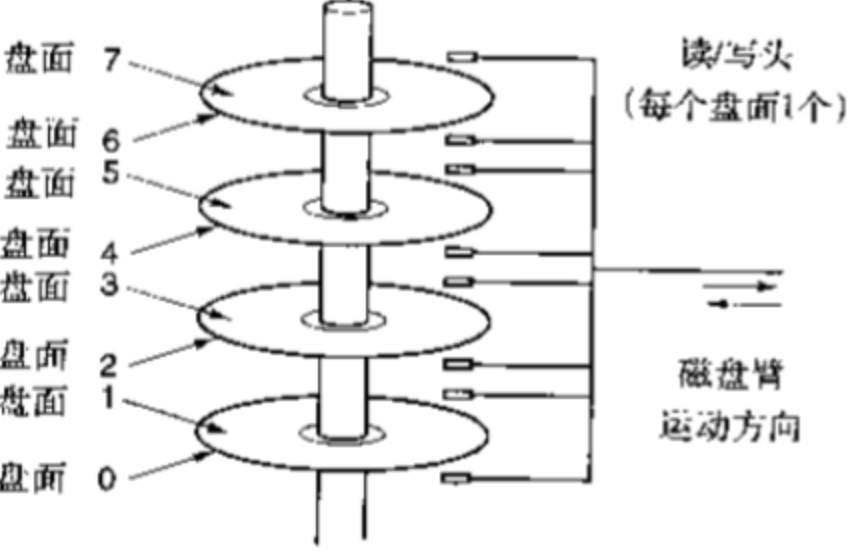 盘面 7
读/写头
(每个盘面1个)
盘面 6
盘面 5
盘面 4
盘面 3
盘面 2
磁盘臂
运动方向
盘面 1
盘面 0